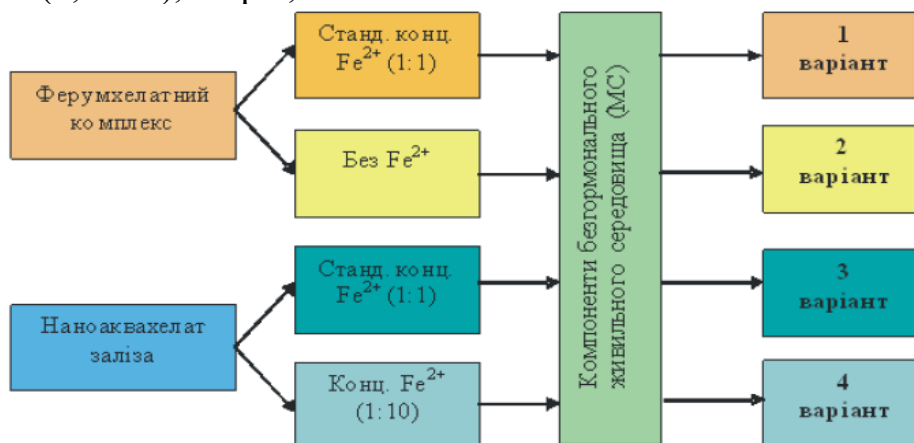 Станд. конц.
Fe²⁺ (1:1)
Ферумхелатний
комплекс
Без Fe²⁺
Станд. конц.
Fe²⁺ (1:1)
Наноаквахелат
заліза
Конц. Fe²⁺
(1:10)
Компоненти безгормонального
живильного середовища (МС)
1
варіант
2
варіант
3
варіант
4
варіант